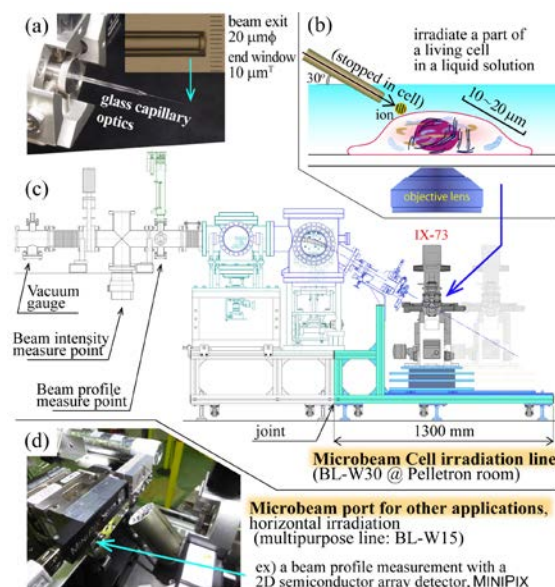 (a)
beam exit
20 μmϕ
end window
10 μmᵀ
glass capillary
optics
(b)
irradiate a part of
a living cell
in a liquid solution
(stopped in cell)
30°
ion
10~20 μm
objective lens
(c)
IX-73
Vacuum
gauge
Beam intensity
measure point
Beam profile
measure point
joint
1300 mm
Microbeam Cell irradiation line
(BL-W30 @ Pelletron room)
(d)
Microbeam port for other applications,
horizontal irradiation
(multipurpose line: BL-W15)
ex) a beam profile measurement with a
2D semiconductor array detector, MINIPIX